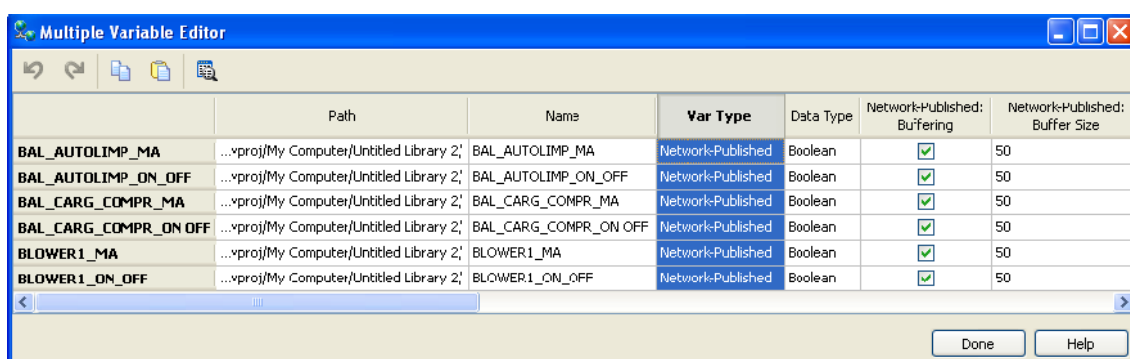 Multiple Variable Editor
Path Name Var Type Data Type Network-Published: Buffering Network-Published: Buffer Size
BAL_AUTOLIMP_MA ...vproj/My Computer/Untitled Library 2, BAL_AUTOLIMP_MA Network-Published Boolean 50
BAL_AUTOLIMP_ON_OFF ...vproj/My Computer/Untitled Library 2, BAL_AUTOLIMP_ON_OFF Network-Published Boolean 50
BAL_CARG_COMPR_MA ...vproj/My Computer/Untitled Library 2, BAL_CARG_COMPR_MA Network-Published Boolean 50
BAL_CARG_COMPR_ON OFF ...vproj/My Computer/Untitled Library 2, BAL_CARG_COMPR_ON OFF Network-Published Boolean 50
BLOWER1_MA ...vproj/My Computer/Untitled Library 2, BLOWER1_MA Network-Published Boolean 50
BLOWER1_ON_OFF ...vproj/My Computer/Untitled Library 2, BLOWER1_ON_OFF Network-Published Boolean 50
Done Help